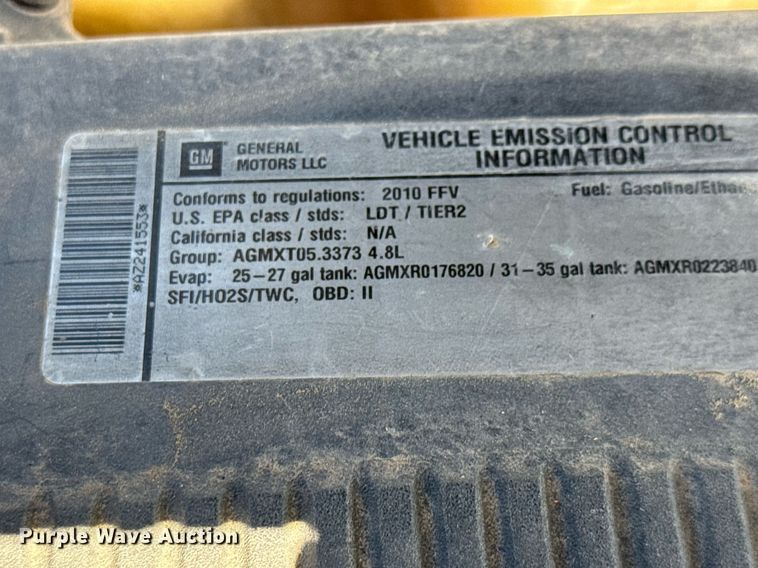 GM
GENERAL
MOTORS LLC
VEHICLE EMISSION CONTROL
INFORMATION
Conforms to regulations: 2010 FFV Fuel: Gasoline/Ethan
U.S. EPA class / stds: LDT / TIER2
California class / stds: N/A
Group: AGMXT05.3373 4.8L
Evap: 25-27 gal tank: AGMXR0176820 / 31-35 gal tank: AGMXR0223840
SFI/HO2S/TWC, OBD: II
*AZ241553*
Purple Wave Auction